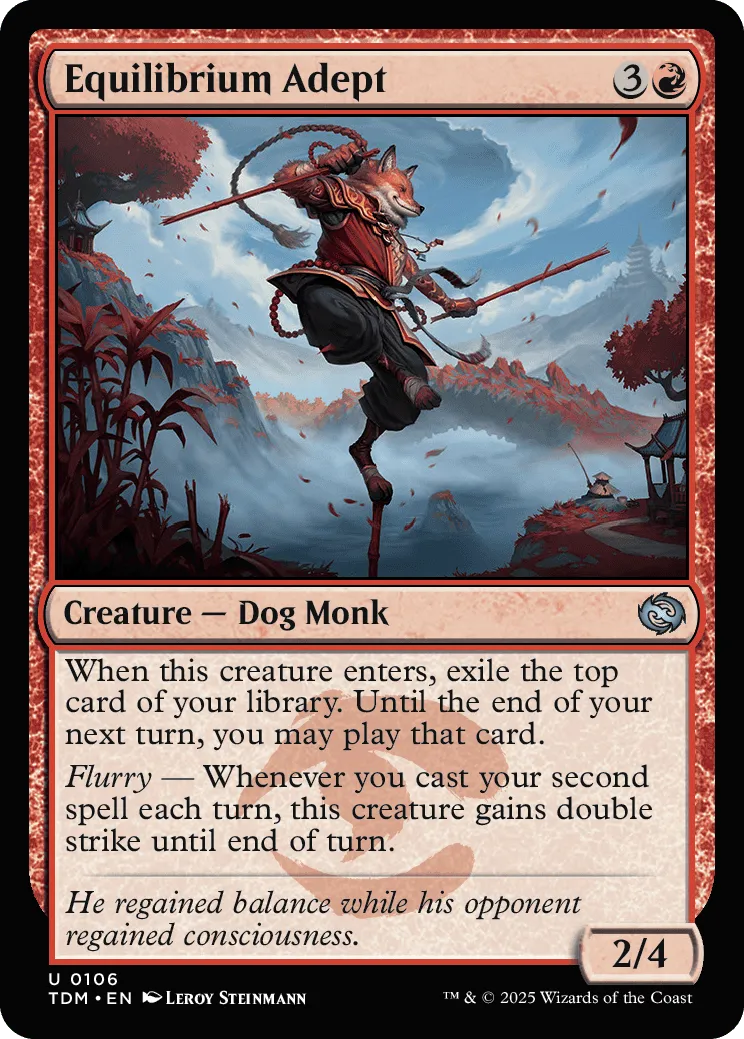 Equilibrium Adept 3
Creature — Dog Monk
When this creature enters, exile the top
card of your library. Until the end of your
next turn, you may play that card.
Flurry — Whenever you cast your second
spell each turn, this creature gains double
strike until end of turn.
He regained balance while his opponent
regained consciousness.
2/4
U 0106
TDM • EN Leroy Steinmann ™ & © 2025 Wizards of the Coast